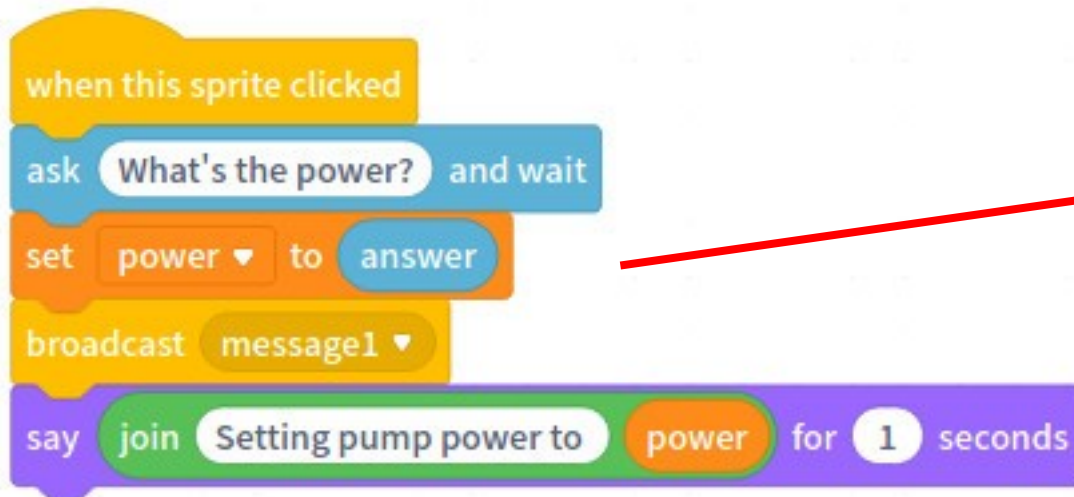 when this sprite clicked
ask What's the power? and wait
set power to answer
broadcast message1
say join Setting pump power to power for 1 seconds